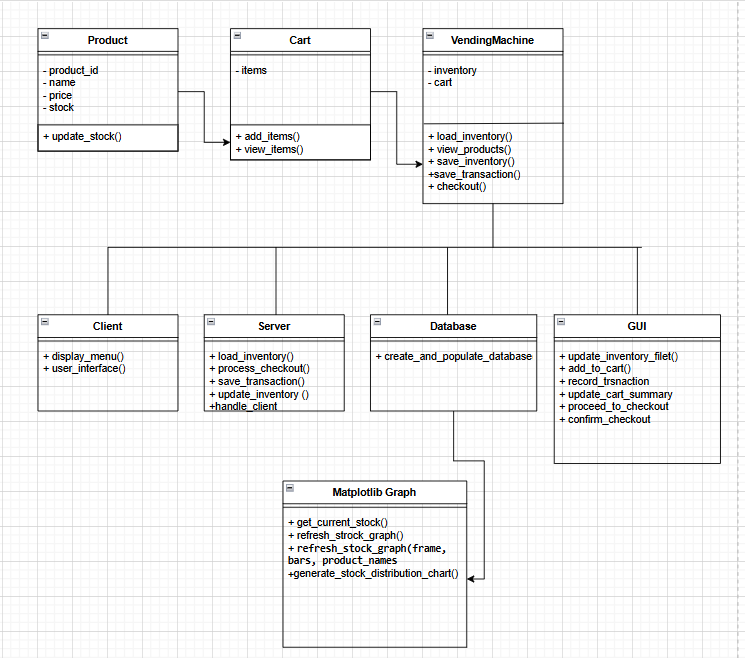 Product
- product_id
- name
- price
- stock
+ update_stock()
Cart
- items
+ add_items()
+ view_items()
VendingMachine
- inventory
- cart
+ load_inventory()
+ view_products()
+ save_inventory()
+save_transaction()
+ checkout()
Client
+ display_menu()
+ user_interface()
Server
+ load_inventory()
+ process_checkout()
+ save_transaction()
+ update_inventory ()
+handle_client
Database
+ create_and_populate_database
GUI
+ update_inventory_filet()
+ add_to_cart()
+ record_trsnaction
+ update_cart_summary
+ proceed_to_checkout
+ confirm_checkout
Matplotlib Graph
+ get_current_stock()
+ refresh_strock_graph()
+ refresh_stock_graph(frame,
bars, product_names
+generate_stock_distribution_chart()